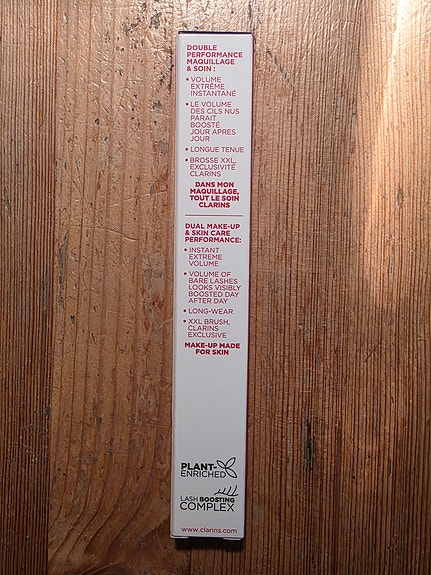 DOUBLE
PERFORMANCE
MAQUILLAGE
& SOIN :
• VOLUME
EXTRÊME
INSTANTANÉ
• LE VOLUME
DES CILS NUS
PARAIT
BOOSTÉ
JOUR APRES
JOUR
• LONGUE TENUE
• BROSSE XXL,
EXCLUSIVITÉ
CLARINS
DANS MON
MAQUILLAGE,
TOUT LE SOIN
CLARINS
DUAL MAKE-UP
& SKIN CARE
PERFORMANCE:
• INSTANT
EXTREME
VOLUME
• VOLUME OF
BARE LASHES
LOOKS VISIBLY
BOOSTED DAY
AFTER DAY
• LONG-WEAR
• XXL BRUSH,
CLARINS
EXCLUSIVE
MAKE-UP MADE
FOR SKIN
PLANT-
ENRICHED
LASH BOOSTING
COMPLEX
www.clarins.com